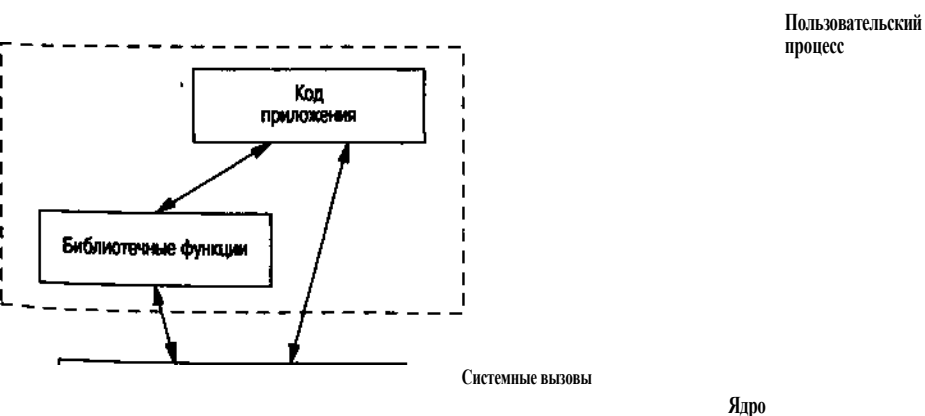 Пользовательский
процесс
Код
приложения
Библиотечные функции
Системные вызовы
Ядро